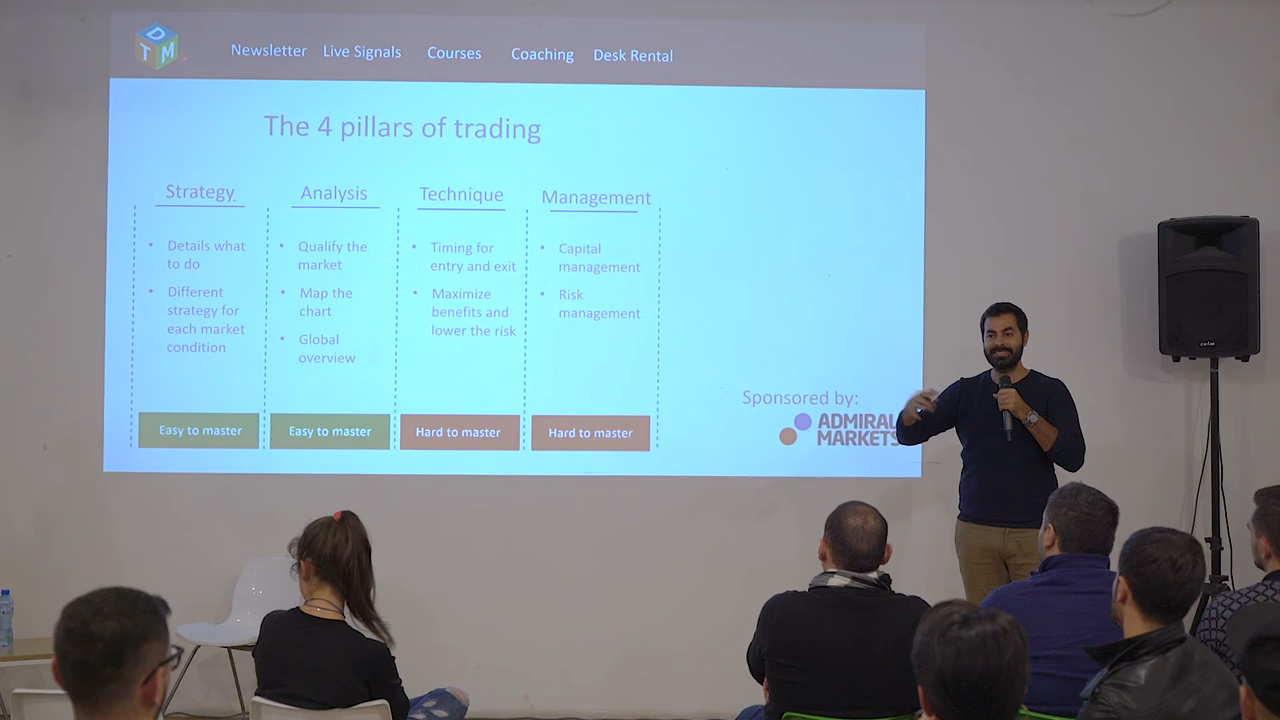 D
T M
Newsletter Live Signals Courses Coaching Desk Rental
The 4 pillars of trading
Strategy
• Details what
to do
• Different
strategy for
each market
condition
Easy to master
Analysis
• Qualify the
market
• Map the
chart
• Global
overview
Easy to master
Technique
• Timing for
entry and exit
• Maximize
benefits and
lower the risk
Hard to master
Management
• Capital
management
• Risk
management
Hard to master
Sponsored by:
ADMIRAL
MARKETS